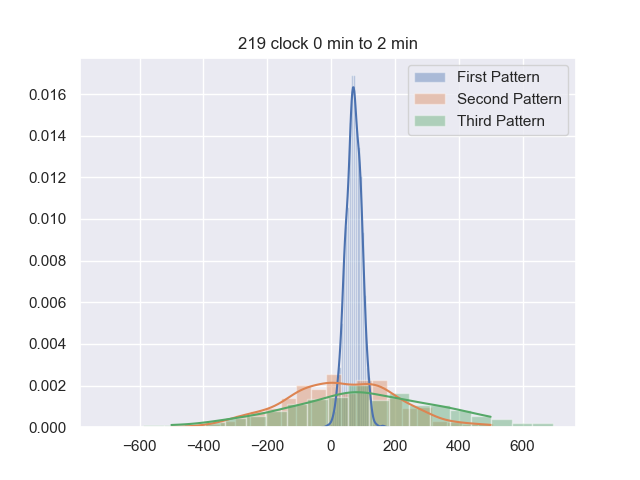 219 clock 0 min to 2 min
First Pattern
Second Pattern
Third Pattern
0.016
0.014
0.012
0.010
0.008
0.006
0.004
0.002
0.000
−600 −400 −200 0 200 400 600